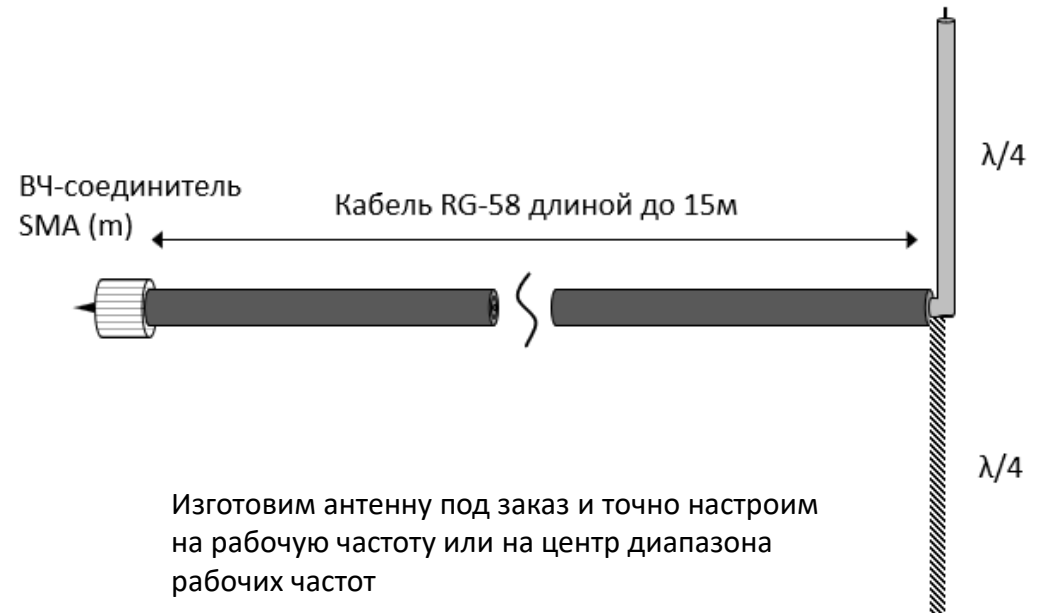 λ/4
ВЧ-соединитель
SMA (m)
Кабель RG-58 длиной до 15м
λ/4
Изготовим антенну под заказ и точно настроим
на рабочую частоту или на центр диапазона
рабочих частот